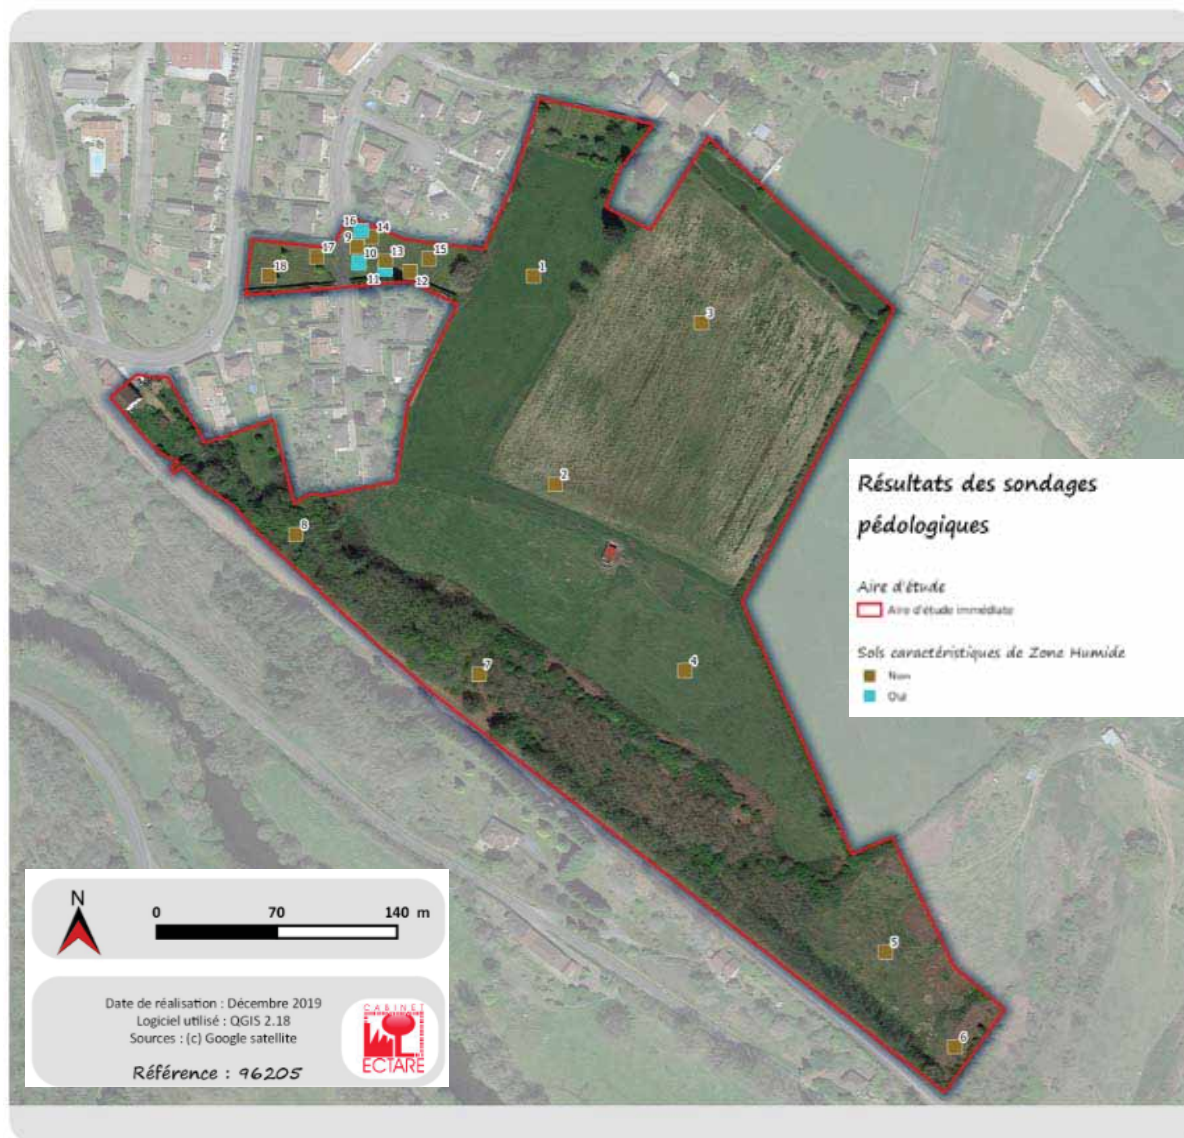 16
14
9
17
10
13
15
18
11
12
1
3
2
8
7
4
5
6
Résultats des sondages
pédologiques
Aire d'étude
Aire d'étude immédiate
Sols caractéristiques de Zone Humide
Non
Oui
N
0 70 140 m
Date de réalisation : Décembre 2019
Logiciel utilisé : QGIS 2.18
Sources : (c) Google satellite
Référence : 96205
CABINET
ECTARE